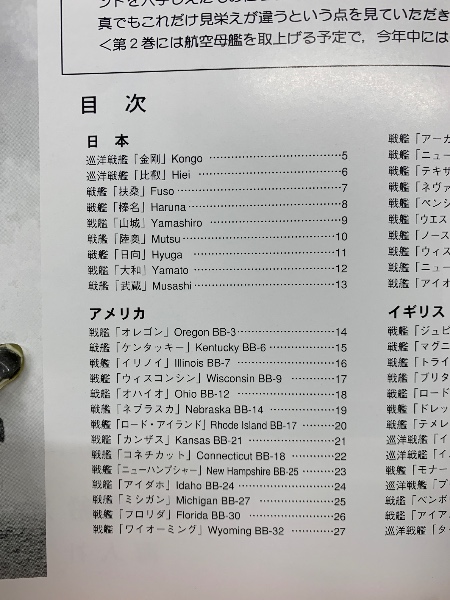 真でもこれだけ見栄えが違うという点を見ていただき
<第2巻には航空母艦を取上げる予定で,今年中には
目 次
日 本
巡洋戦艦「金剛」Kongo …………………………………5
巡洋戦艦「比叡」Hiei …………………………………6
戦艦「扶桑」Fuso…………………………………7
戦艦「榛名」Haruna…………………………………8
戦艦「山城」Yamashiro …………………………………9
戦艦「陸奥」Mutsu…………………………………10
戦艦「日向」Hyuga …………………………………11
戦艦「大和」Yamato …………………………………12
戦艦「武蔵」Musashi…………………………………13
アメリカ
戦艦「オレゴン」Oregon BB-3…………………14
戦艦「ケンタッキー」Kentucky BB-6……………15
戦艦「イリノイ」Illinois BB-7 …………………16
戦艦「ウィスコンシン」Wisconsin BB-9 …………17
戦艦「オハイオ」Ohio BB-12 …………………18
戦艦「ネブラスカ」Nebraska BB-14 ……………19
戦艦「ロード・アイランド」Rhode Island BB-17 ………20
戦艦「カンザス」Kansas BB-21 …………………21
戦艦「コネチカット」Connecticut BB-18 …………22
戦艦「ニューハンプシャー」New Hampshire BB-25 ………23
戦艦「アイダホ」Idaho BB-24 …………………24
戦艦「ミシガン」Michigan BB-27 ………………25
戦艦「フロリダ」Florida BB-30 …………………26
戦艦「ワイオーミング」Wyoming BB-32 …………27
戦艦「アーカ
戦艦「ニュー
戦艦「テキサ
戦艦「ネヴァ
戦艦「ペンシ
戦艦「ウエス
戦艦「ノース
戦艦「ウィス
戦艦「ニュー
戦艦「アイオ
イギリス
戦艦「ジュピ
戦艦「マグニ
戦艦「トライ
戦艦「ブリタ
戦艦「ロード
戦艦「ドレッ
戦艦「テメレ
巡洋戦艦「イ
巡洋戦艦「イ
戦艦「モナー
巡洋戦艦「プ
戦艦「ベンボ
戦艦「アイア
巡洋戦艦「タ